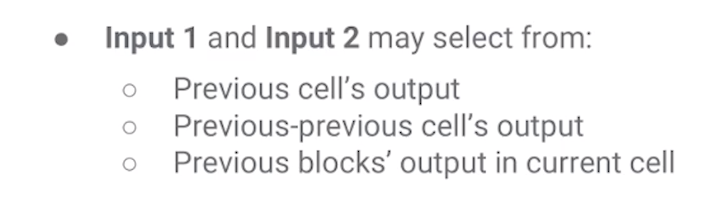 ● Input 1 and Input 2 may select from:
○ Previous cell's output
○ Previous-previous cell's output
○ Previous blocks' output in current cell